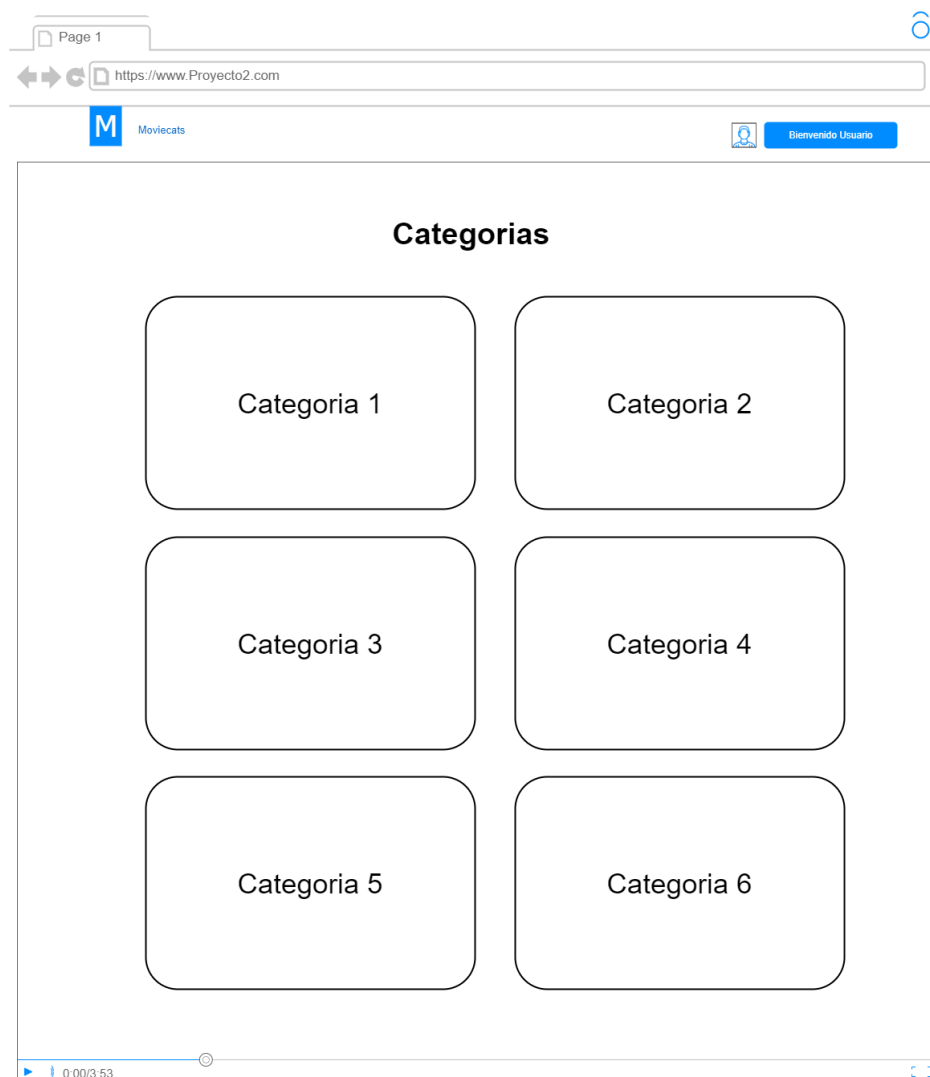 Page 1
https://www.Proyecto2.com
M
Moviecats
Bienvenido Usuario
Categorias
Categoria 1
Categoria 2
Categoria 3
Categoria 4
Categoria 5
Categoria 6
0:00/3:53